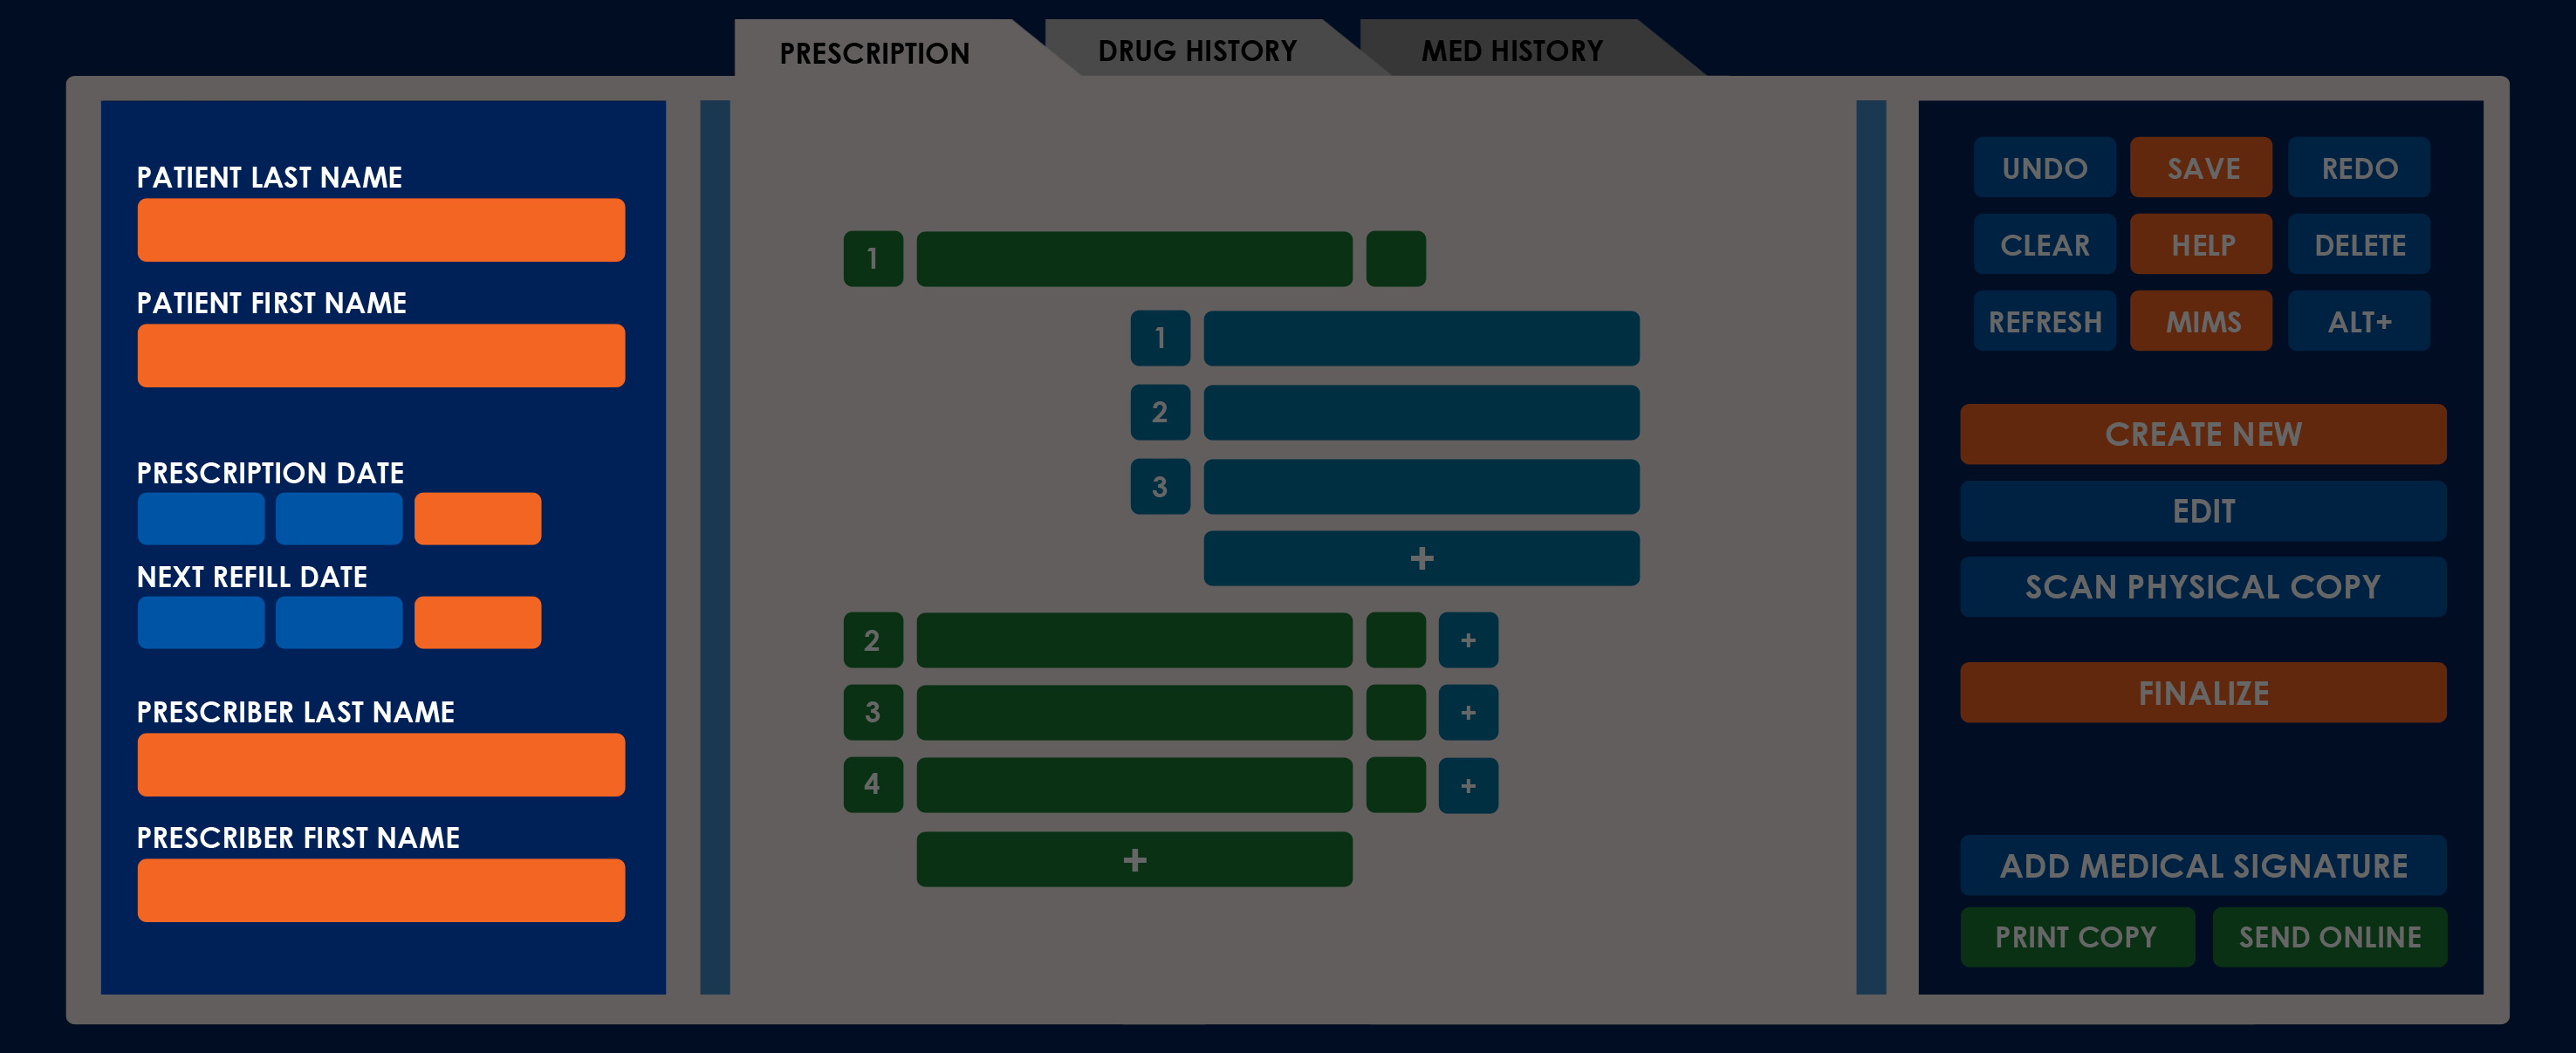 PRESCRIPTION
DRUG HISTORY
MED HISTORY
PATIENT LAST NAME
PATIENT FIRST NAME
PRESCRIPTION DATE
NEXT REFILL DATE
PRESCRIBER LAST NAME
PRESCRIBER FIRST NAME
1
1
2
3
+
2 +
3 +
4 +
+
UNDO SAVE REDO
CLEAR HELP DELETE
REFRESH MIMS ALT+
CREATE NEW
EDIT
SCAN PHYSICAL COPY
FINALIZE
ADD MEDICAL SIGNATURE
PRINT COPY SEND ONLINE